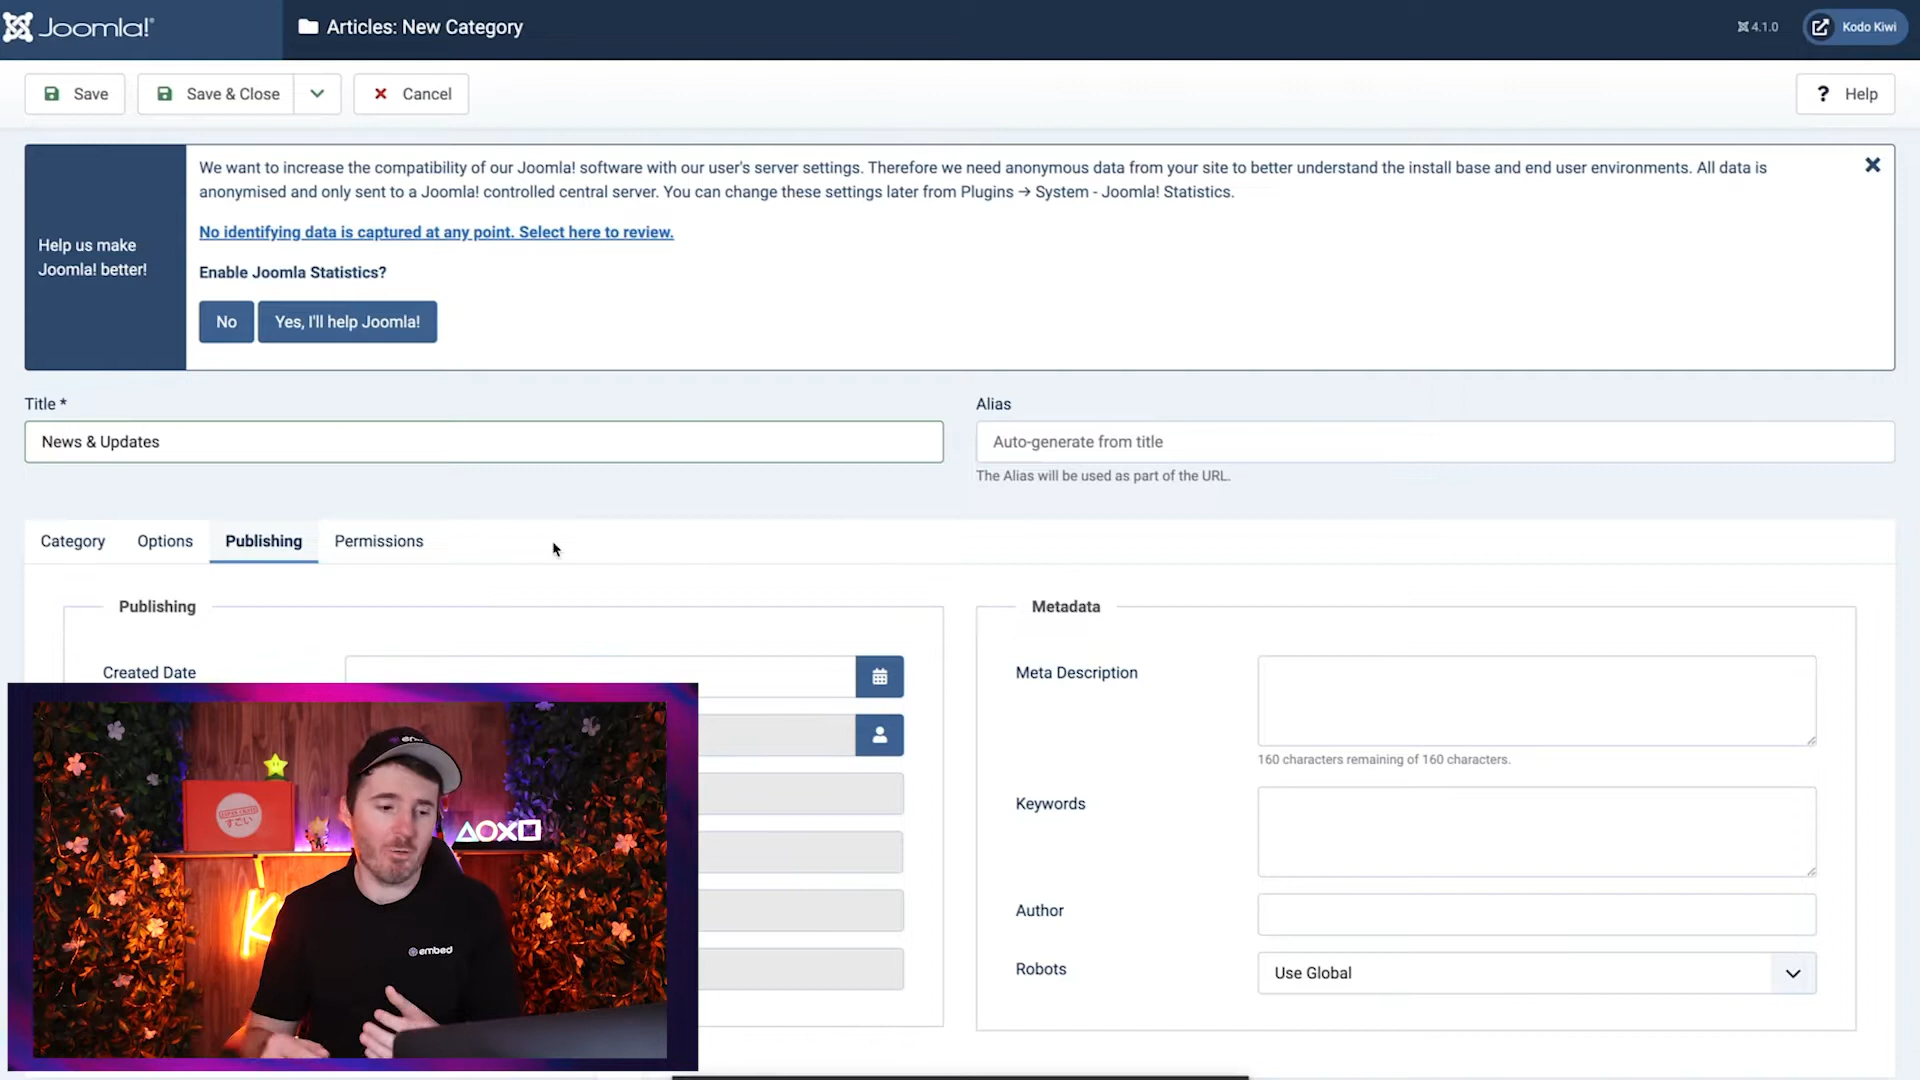 Joomla!®
Articles: New Category
4.1.0
Kodo Kiwi
Save
Save & Close
Cancel
? Help
Help us make
Joomla! better!
We want to increase the compatibility of our Joomla! software with our user's server settings. Therefore we need anonymous data from your site to better understand the install base and end user environments. All data is
anonymised and only sent to a Joomla! controlled central server. You can change these settings later from Plugins → System - Joomla! Statistics.
No identifying data is captured at any point. Select here to review.
Enable Joomla Statistics?
No
Yes, I'll help Joomla!
Title *
News & Updates
Alias
Auto-generate from title
The Alias will be used as part of the URL.
Category
Options
Publishing
Permissions
Publishing
Created Date
Metadata
Meta Description
160 characters remaining of 160 characters.
Keywords
Author
Robots
Use Global
すごい
K
embed